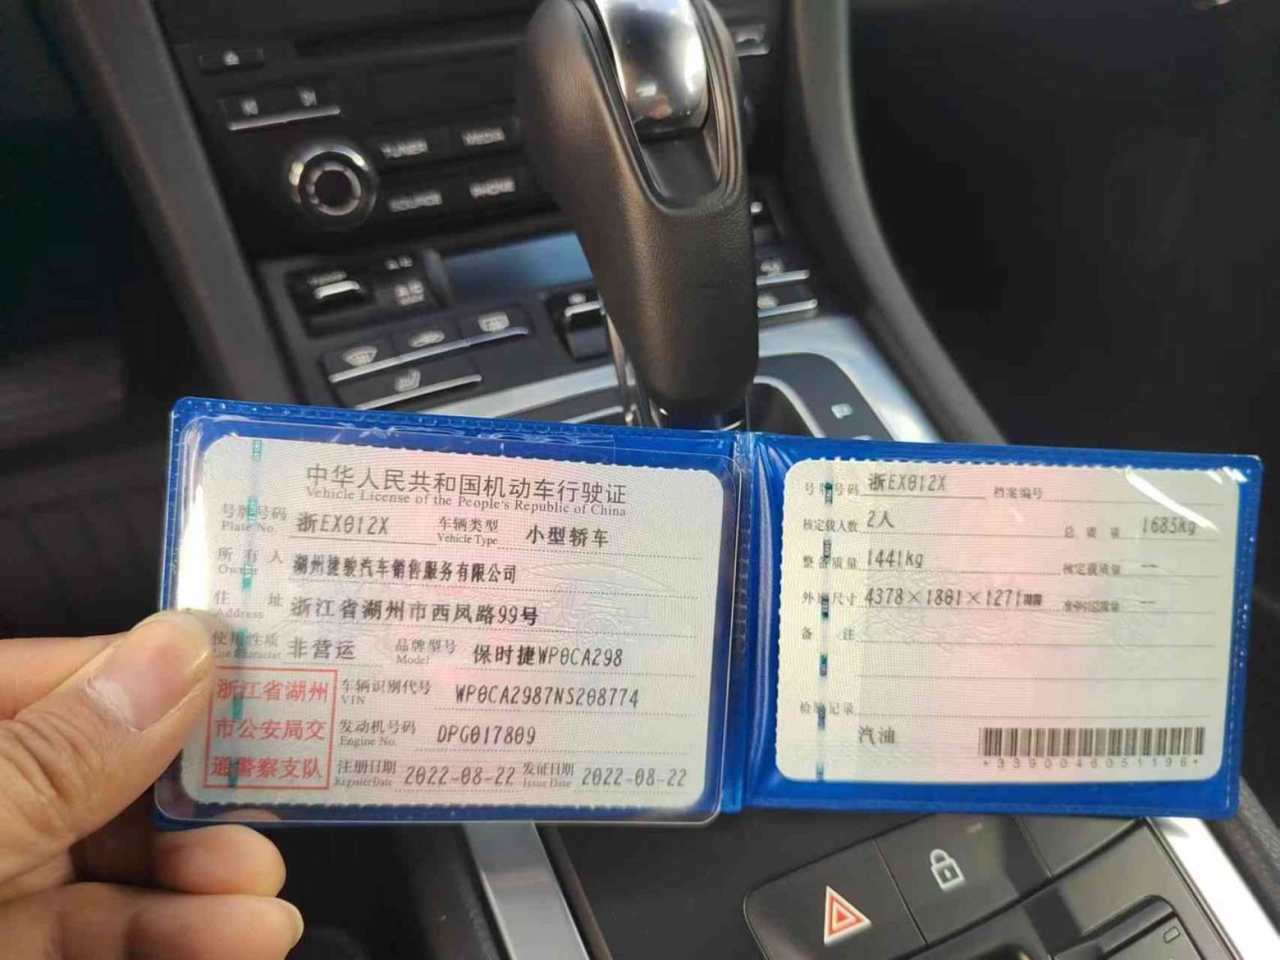 TUNER
MEDIA
SOURCE
PHONE
中华人民共和国机动车行驶证
Vehicle License of the People's Republic of China
号牌号码 浙EX012X 车辆类型 小型轿车
Plate No. Vehicle Type
所有人 湖州捷骏汽车销售服务有限公司
Owner
住址 浙江省湖州市西凤路99号
Address
使用性质 非营运 品牌型号 保时捷WP0CA298
Use Character Model
浙江省湖州
市公安局交
通警察支队
车辆识别代号 WP0CA2987NS208774
VIN
发动机号码 DPG017809
Engine No.
注册日期 2022-08-22 发证日期 2022-08-22
Register Date Issue Date
号牌号码 浙EX012X 档案编号
核定载人数 2人 总质量 1685kg
整备质量 1441kg 核定载质量 —
外廓尺寸 4378×1801×1271 —
备注
检验记录
汽油
*3390046051196*